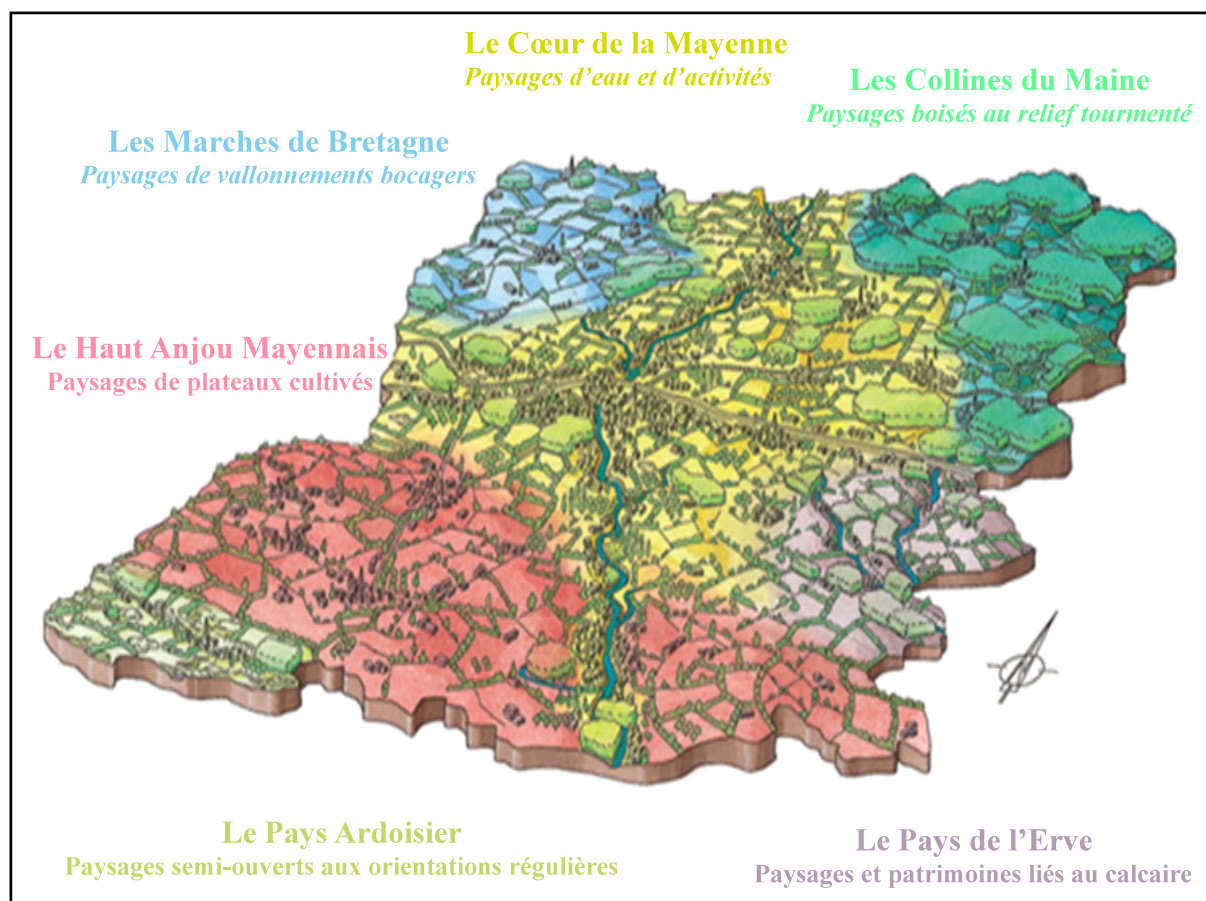 Le Cœur de la Mayenne
Paysages d’eau et d’activités
Les Collines du Maine
Paysages boisés au relief tourmenté
Les Marches de Bretagne
Paysages de vallonnements bocagers
Le Haut Anjou Mayennais
Paysages de plateaux cultivés
Le Pays Ardoisier
Paysages semi-ouverts aux orientations régulières
Le Pays de l’Erve
Paysages et patrimoines liés au calcaire